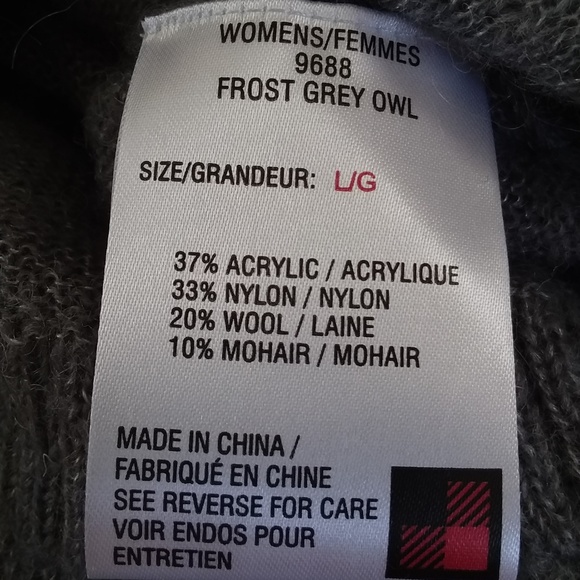 WOMENS/FEMMES
9688
FROST GREY OWL
SIZE/GRANDEUR: L/G
37% ACRYLIC / ACRYLIQUE
33% NYLON / NYLON
20% WOOL / LAINE
10% MOHAIR / MOHAIR
MADE IN CHINA /
FABRIQUÉ EN CHINE
SEE REVERSE FOR CARE
VOIR ENDOS POUR
ENTRETIEN